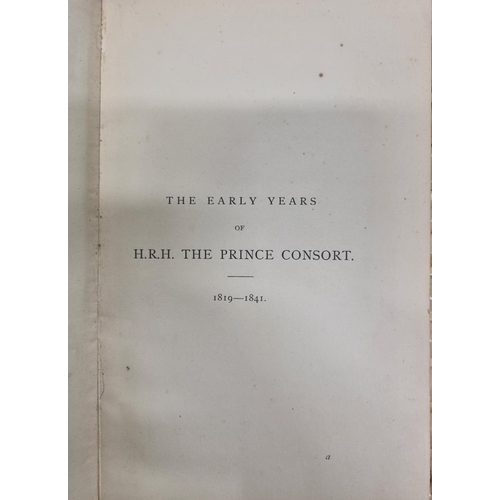 THE EARLY YEARS
OF
H.R.H. THE PRINCE CONSORT.
1819—1841.
a